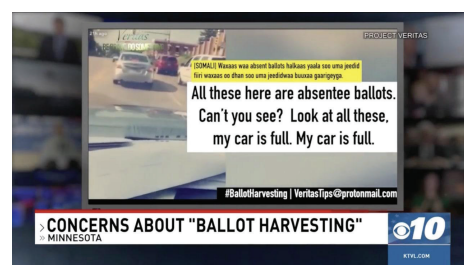 Veritas
PROJECT VERITAS
(SOMALI) Waxaas waa absent ballots halkaas yaala soo uma jeedid
fiiri waxaas oo dhan soo uma jeedidwaa buuxaa gaarigeyga.
All these here are absentee ballots.
Can't you see? Look at all these,
my car is full. My car is full.
#BallotHarvesting | VeritasTips@protonmail.com
> CONCERNS ABOUT "BALLOT HARVESTING"
» MINNESOTA
10
KTVL.COM